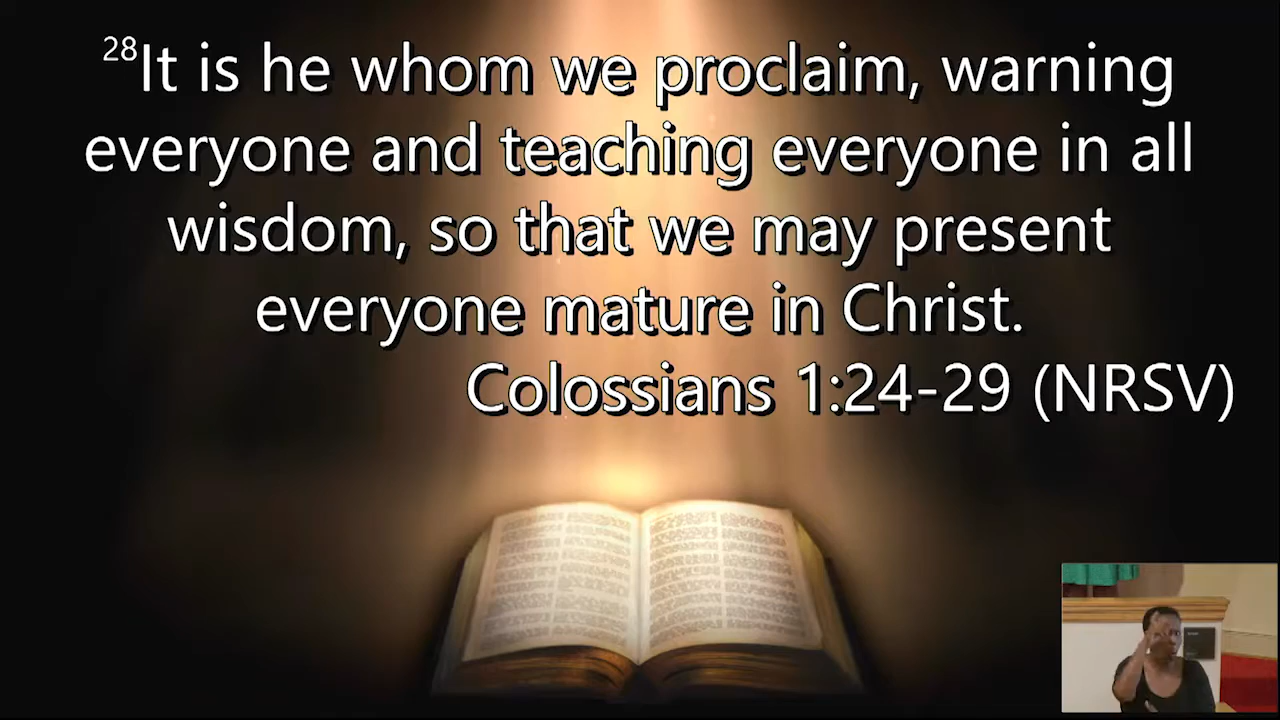 28It is he whom we proclaim, warning
everyone and teaching everyone in all
wisdom, so that we may present
everyone mature in Christ.
Colossians 1:24-29 (NRSV)